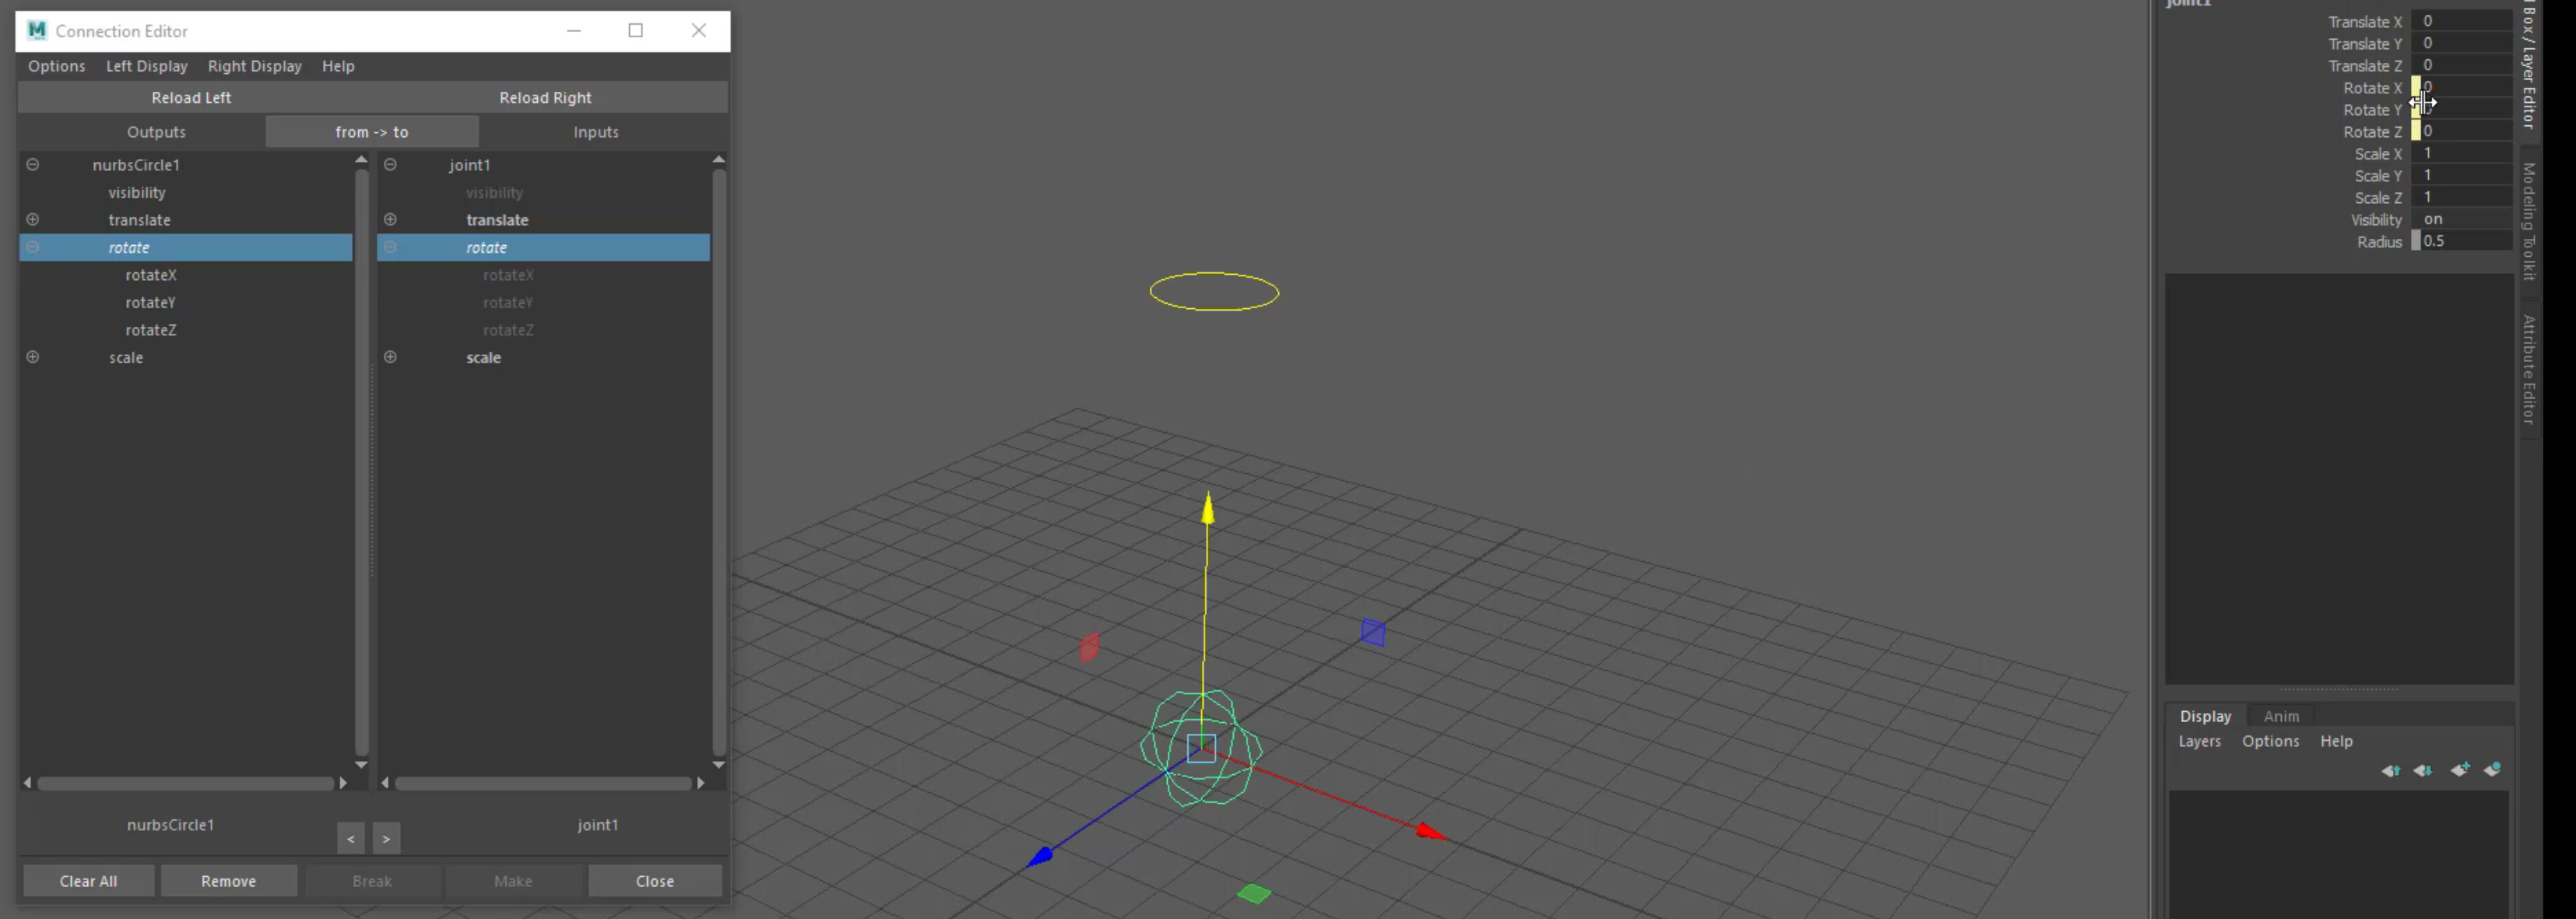 Connection Editor
Options Left Display Right Display Help
Reload Left Reload Right
Outputs from -> to Inputs
nurbsCircle1
visibility
translate
rotate
rotateX
rotateY
rotateZ
scale
joint1
visibility
translate
rotate
rotateX
rotateY
rotateZ
scale
nurbsCircle1 < > joint1
Clear All Remove Break Make Close
joint1
Translate X 0
Translate Y 0
Translate Z 0
Rotate X 0
Rotate Y
Rotate Z 0
Scale X 1
Scale Y 1
Scale Z 1
Visibility on
Radius 0.5
Box / Layer Editor
Modeling Toolkit
Attribute Editor
Display Anim
Layers Options Help